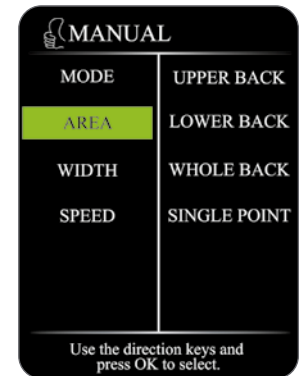 MANUAL
MODE
AREA
WIDTH
SPEED
UPPER BACK
LOWER BACK
WHOLE BACK
SINGLE POINT
Use the direction keys and
press OK to select.